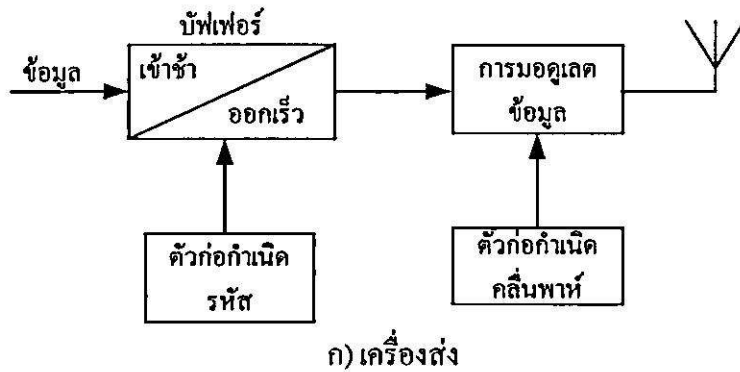 บัฟเฟอร์
ข้อมูล
เข้าช้า
ออกเร็ว
การมอดูเลต
ข้อมูล
ตัวก่อกำเนิด
รหัส
ตัวก่อกำเนิด
คลื่นพาห์
ก) เครื่องส่ง